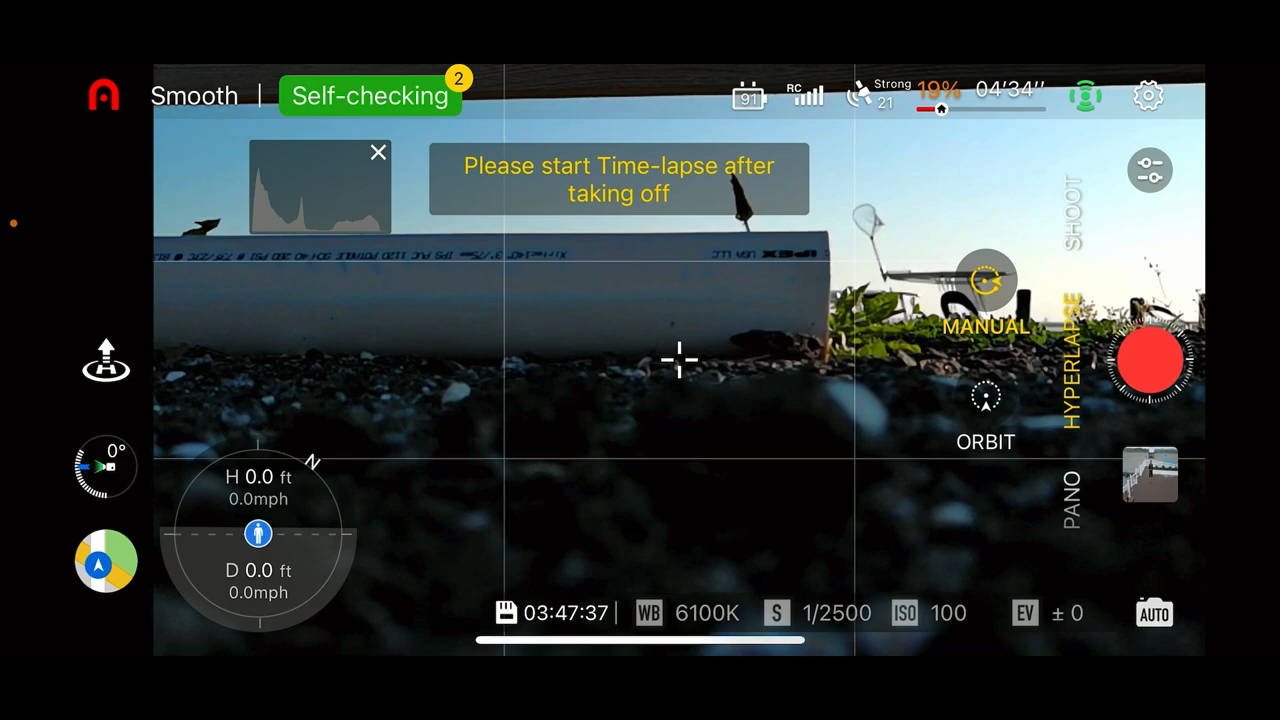 Smooth |
Self-checking
2
91
RC
Strong
21
19%
04'34''
Please start Time-lapse after
taking off
SHOOT
HYPERLAPSE
PANO
MANUAL
ORBIT
0°
N
H 0.0 ft
0.0mph
D 0.0 ft
0.0mph
03:47:37 |
WB 6100K
S 1/2500
ISO 100
EV ± 0
AUTO